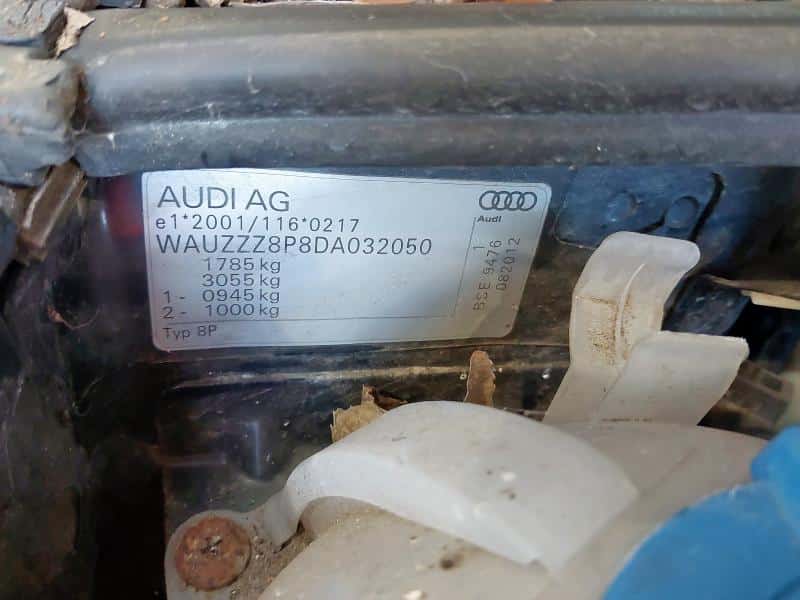 AUDI AG
e1*2001/116*0217
WAUZZZ8P8DA032050
1785 kg
3055 kg
1 - 0945 kg
2 - 1000 kg
Typ 8P
Audi
BSE 9476 1
082012